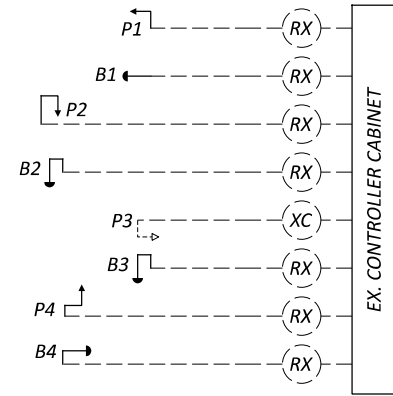 P1 RX
B1 RX
P2 RX
B2 RX
P3 XC
B3 RX
P4 RX
B4 RX
EX. CONTROLLER CABINET